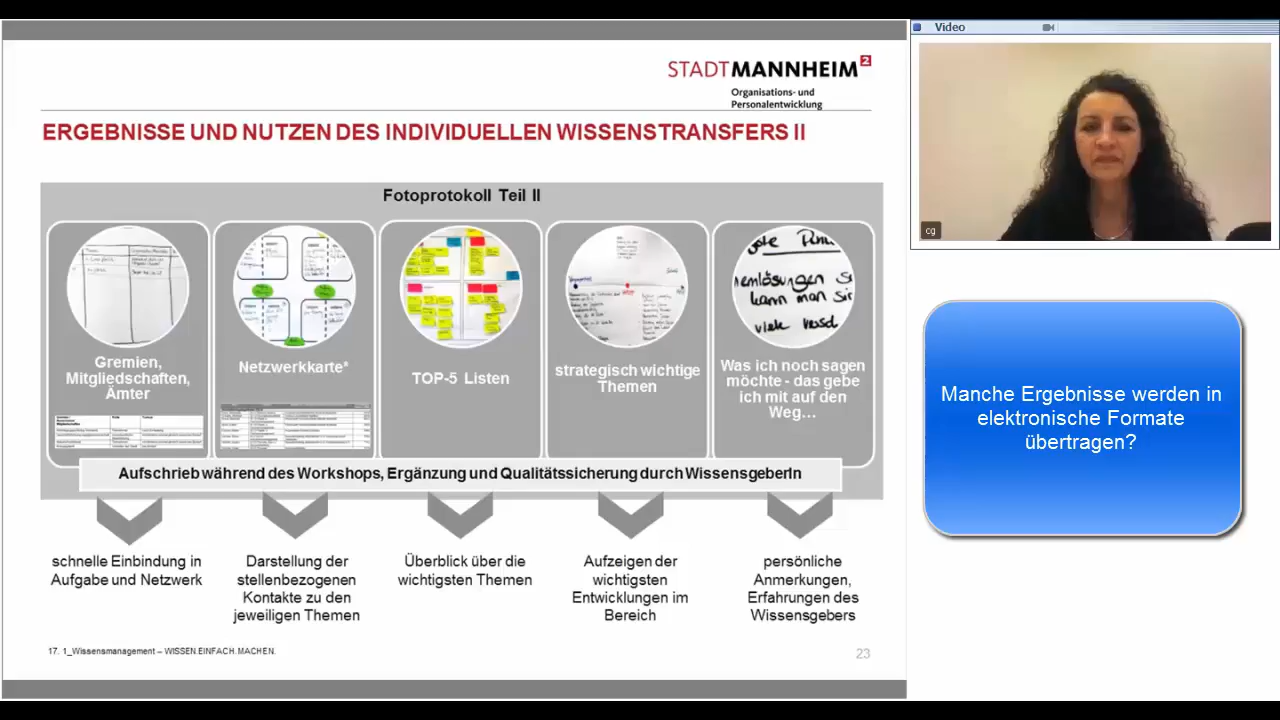 Video
STADTMANNHEIM²
Organisations- und
Personalentwicklung
ERGEBNISSE UND NUTZEN DES INDIVIDUELLEN WISSENSTRANSFERS II
Fotoprotokoll Teil II
Gremien,
Mitgliedschaften,
Ämter
Netzwerkkarte*
TOP-5 Listen
strategisch wichtige
Themen
Was ich noch sagen
möchte - das gebe
ich mit auf den
Weg…
kann man
viele
Aufschrieb während des Workshops, Ergänzung und Qualitätssicherung durch WissensgeberIn
schnelle Einbindung in
Aufgabe und Netzwerk
Darstellung der
stellenbezogenen
Kontakte zu den
jeweiligen Themen
Überblick über die
wichtigsten Themen
Aufzeigen der
wichtigsten
Entwicklungen im
Bereich
persönliche
Anmerkungen,
Erfahrungen des
Wissensgebers
17. 1_Wissensmanagement – WISSEN.EINFACH.MACHEN.
23
cg
Manche Ergebnisse werden in
elektronische Formate
übertragen?